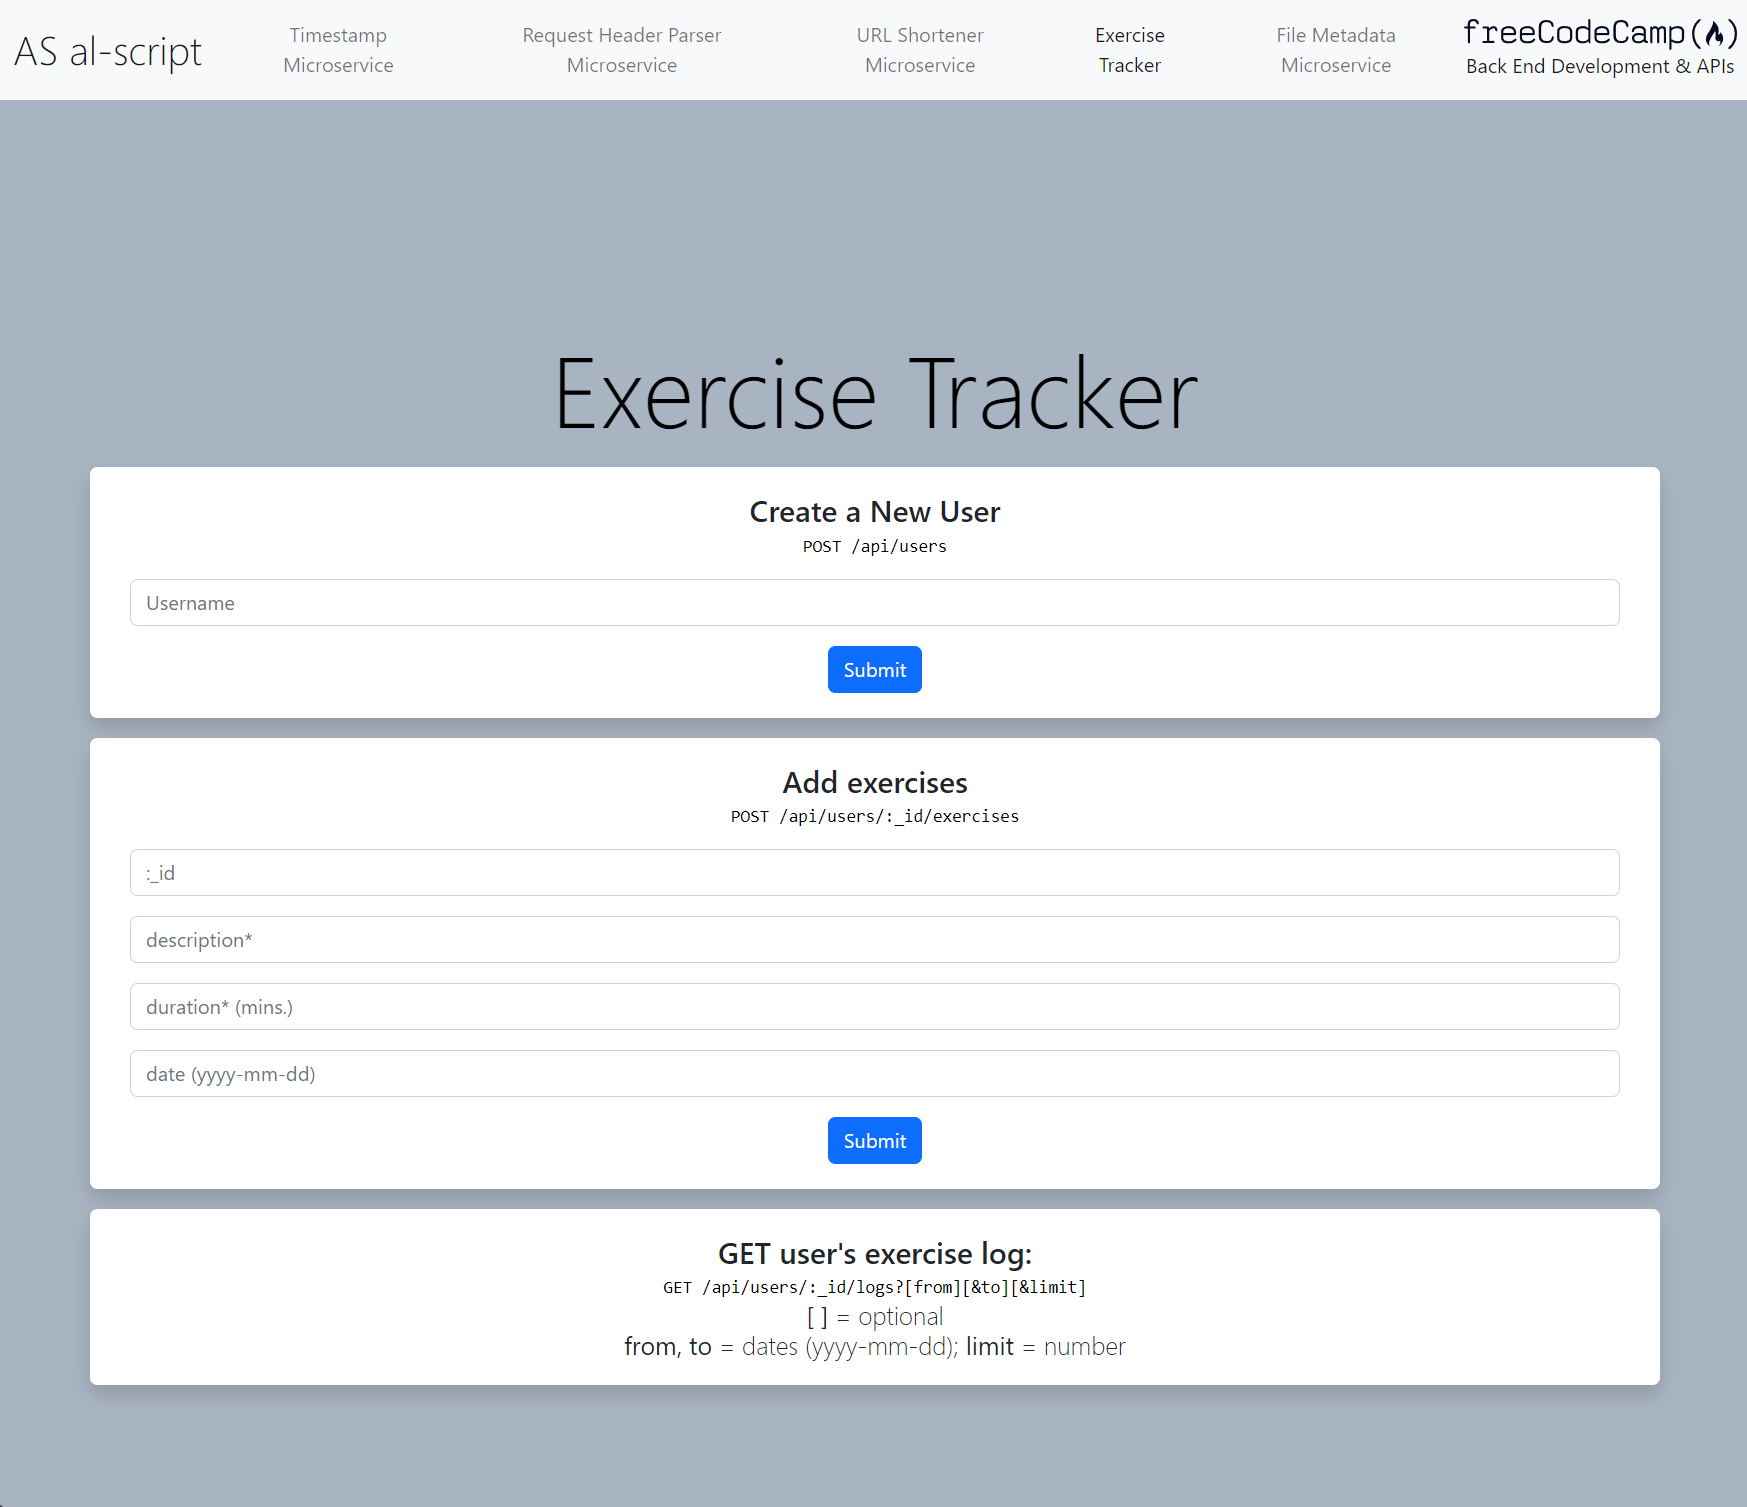 AS al-script
Timestamp
Microservice
Request Header Parser
Microservice
URL Shortener
Microservice
Exercise
Tracker
File Metadata
Microservice
freeCodeCamp(🔥)
Back End Development & APIs
Exercise Tracker
Create a New User
POST /api/users
Username
Submit
Add exercises
POST /api/users/:_id/exercises
:_id
description*
duration* (mins.)
date (yyyy-mm-dd)
Submit
GET user's exercise log:
GET /api/users/:_id/logs?[from][&to][&limit]
[ ] = optional
from, to = dates (yyyy-mm-dd); limit = number